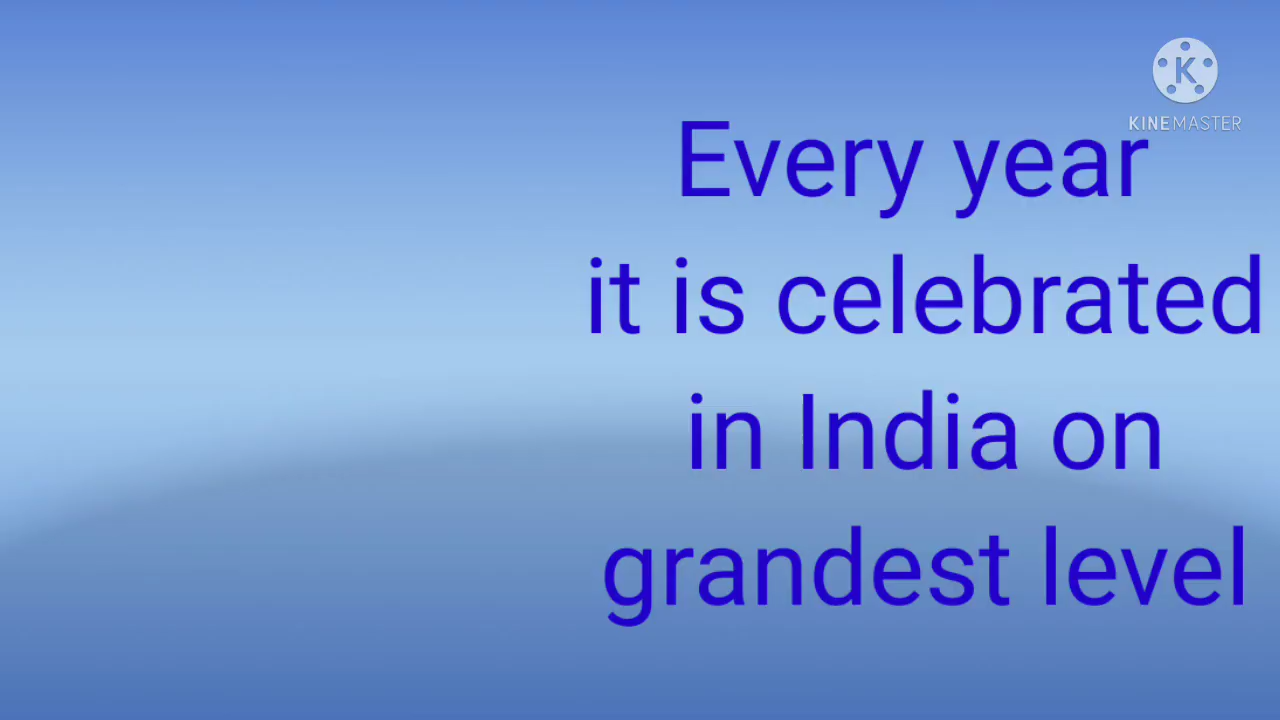 K
KINEMASTER
Every year
it is celebrated
in India on
grandest level